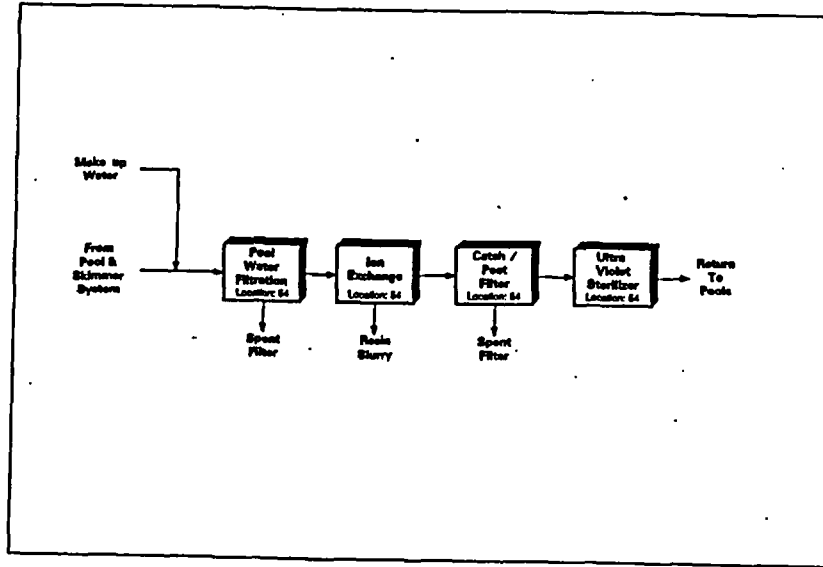 Make up
Water
From
Pool &
Skimmer
System
Pool
Water
Filtration
Location: 64
Spent
Filter
Ion
Exchange
Location: 64
Resin
Slurry
Catch /
Post
Filter
Location: 64
Spent
Filter
Ultra
Violet
Sterilizer
Location: 64
Return
To
Pools